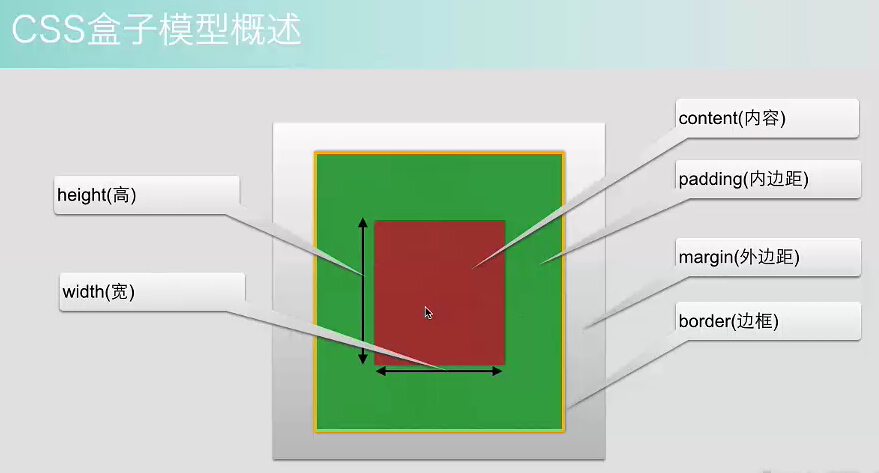 CSS盒子模型概述
content(内容)
padding(内边距)
height(高)
margin(外边距)
width(宽)
border(边框)